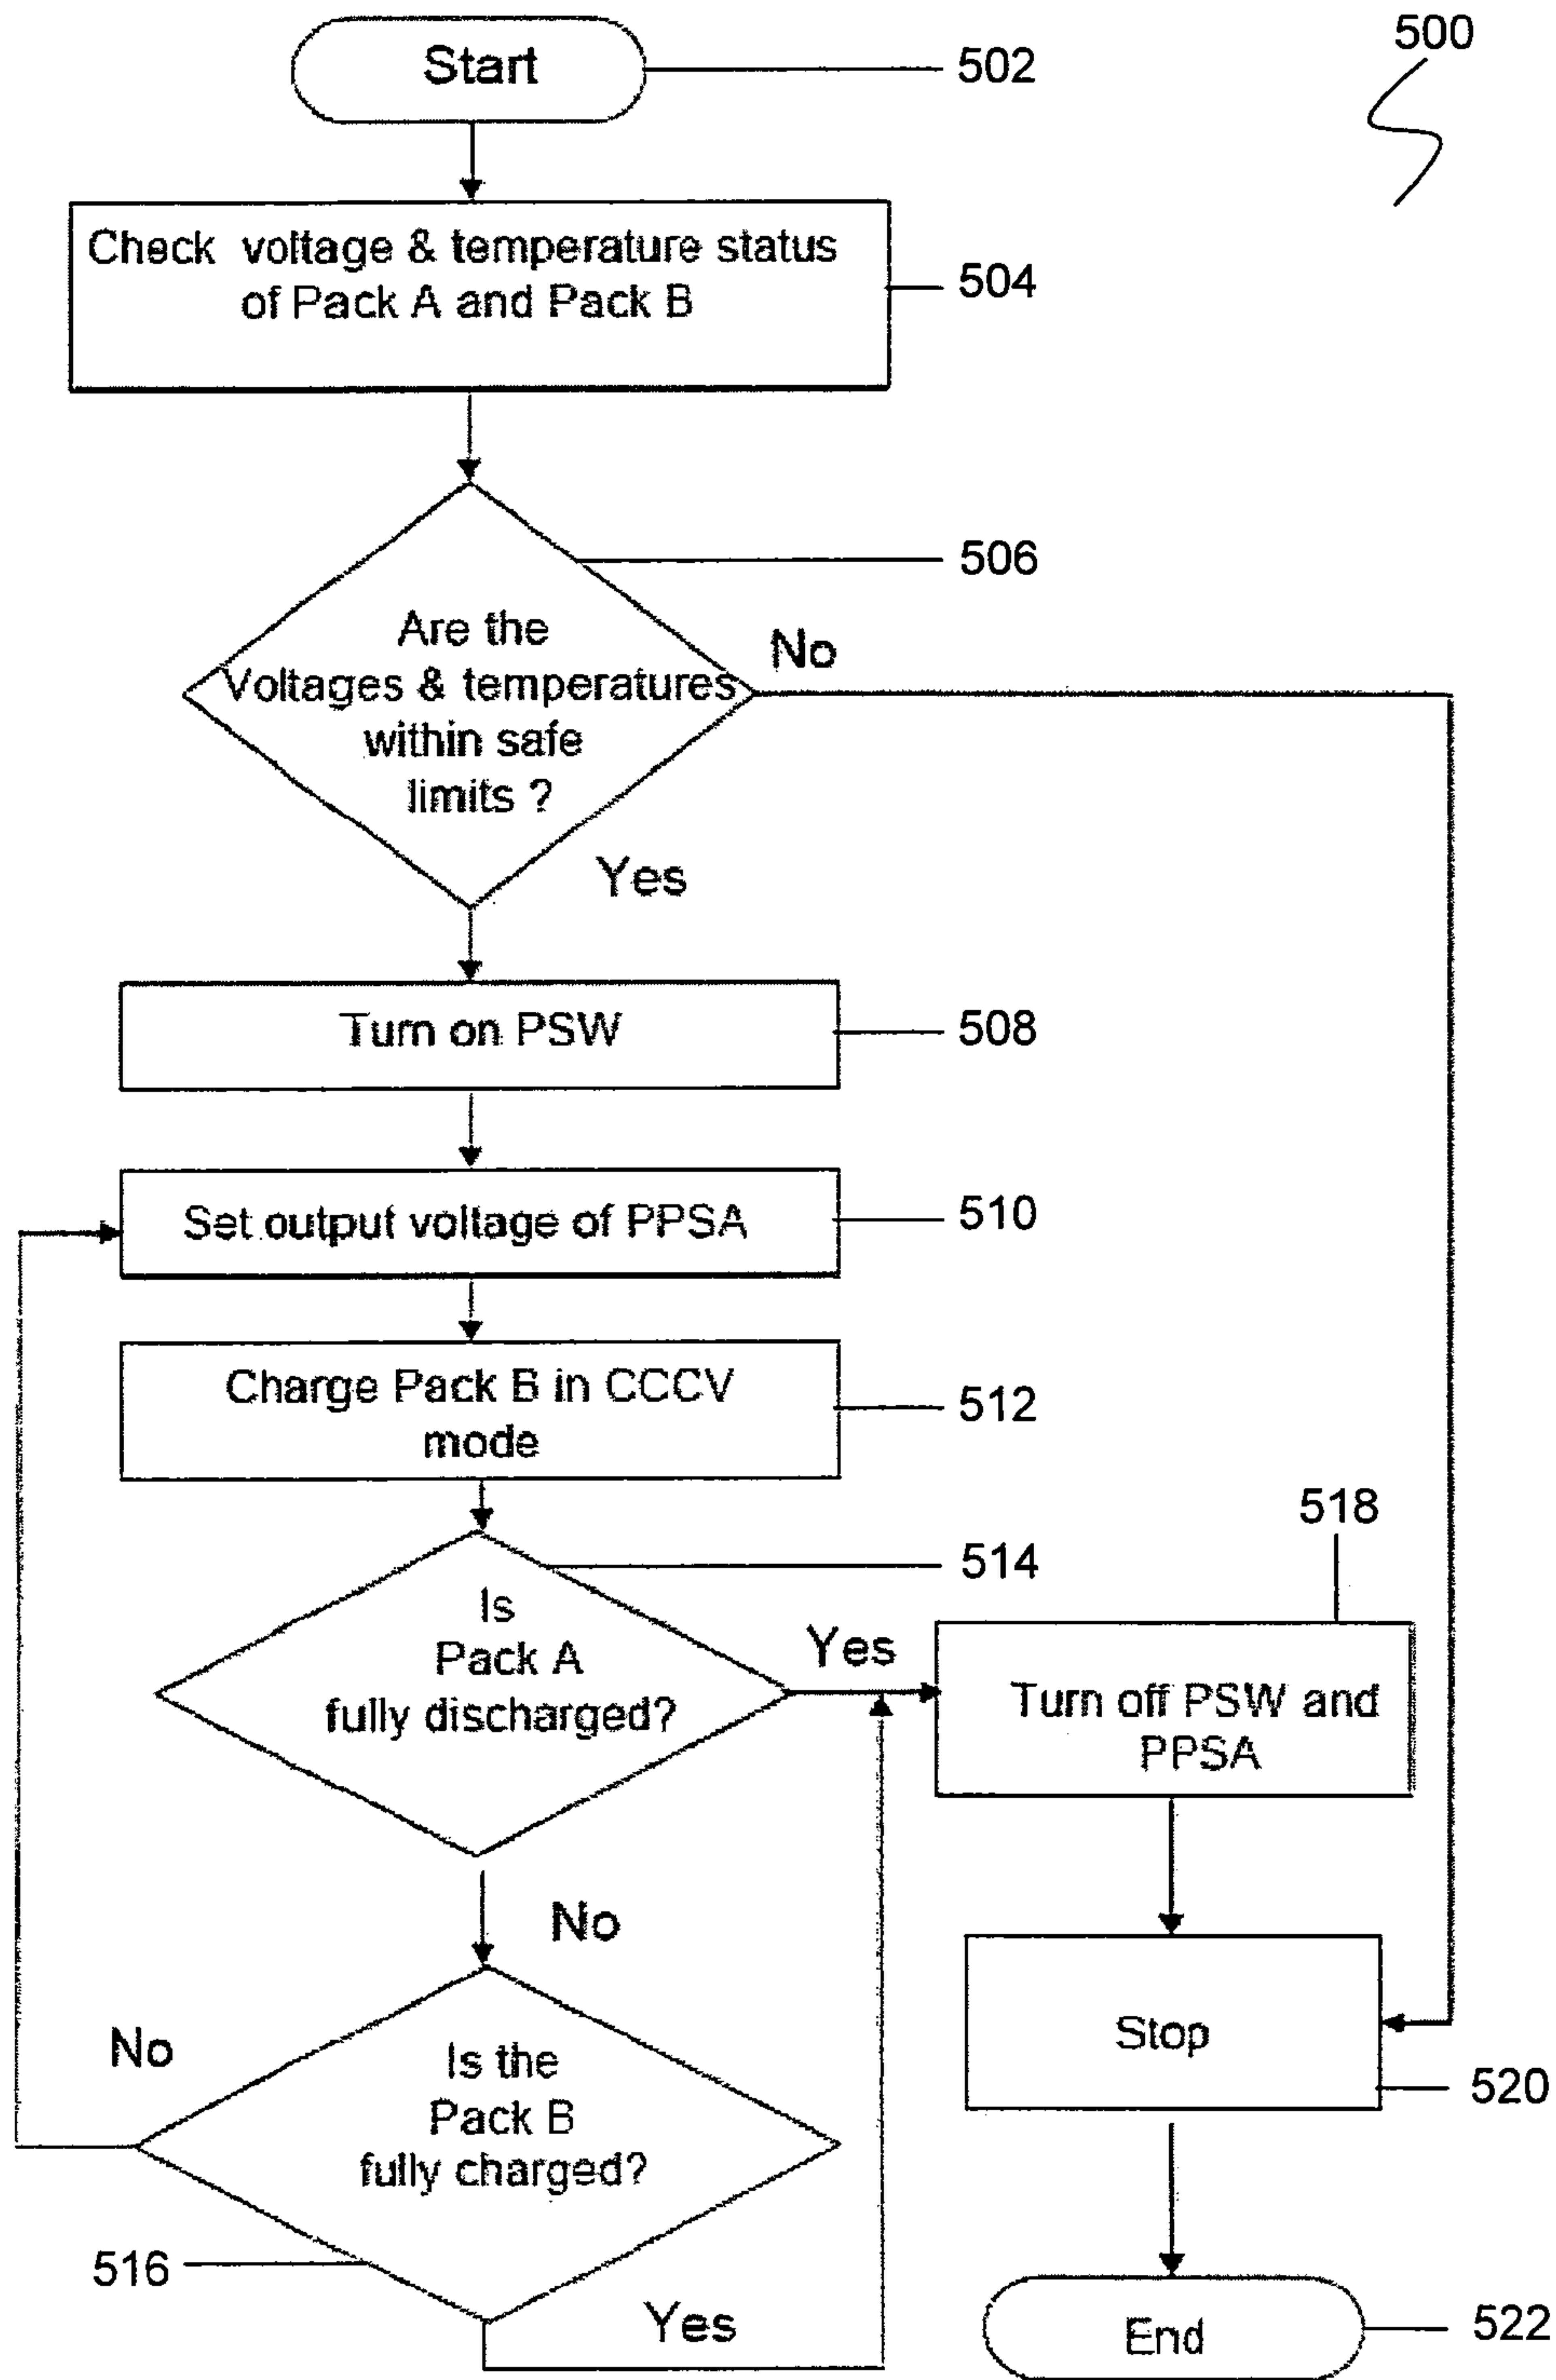 500
Start
502
Check voltage & temperature status
of Pack A and Pack B
504
506
Are the
Voltages & temperatures
within safe
limits ?
No
Yes
Turn on PSW
508
Set output voltage of PPSA
510
Charge Pack B in CCCV
mode
512
514
Is
Pack A
fully discharged?
Yes
518
Turn off PSW and
PPSA
No
No
Is the
Pack B
fully charged?
516
Yes
Stop
520
End
522